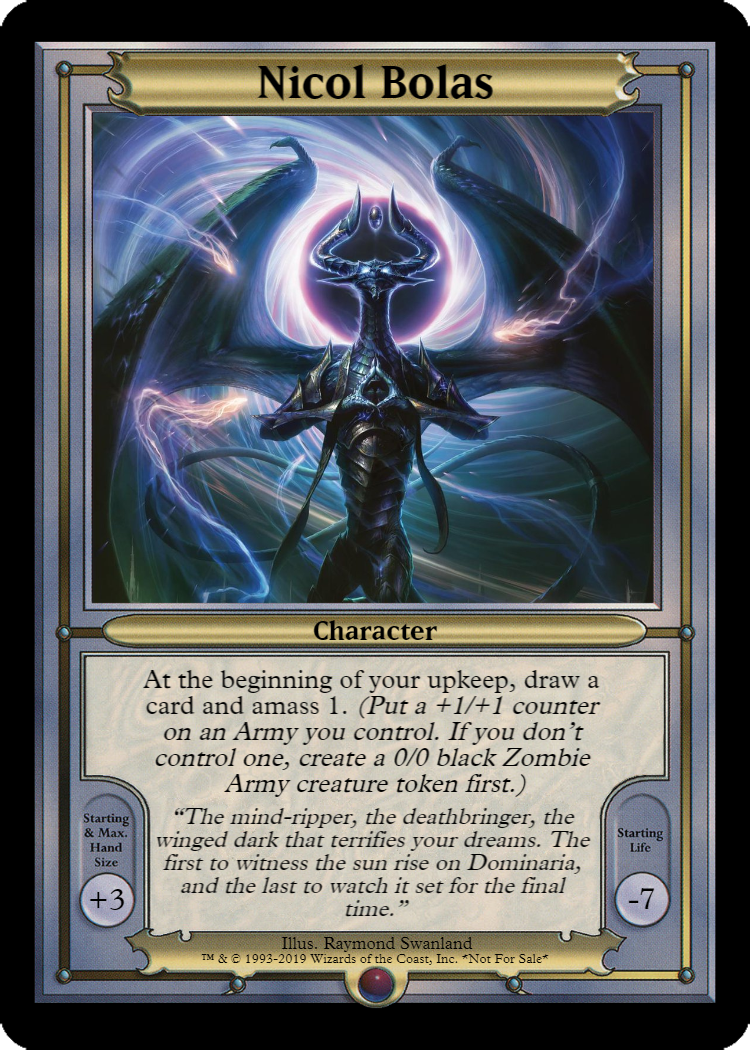 Nicol Bolas
Character
At the beginning of your upkeep, draw a
card and amass 1. (Put a +1/+1 counter
on an Army you control. If you don't
control one, create a 0/0 black Zombie
Army creature token first.)
“The mind-ripper, the deathbringer, the
winged dark that terrifies your dreams. The
first to witness the sun rise on Dominaria,
and the last to watch it set for the final
time.”
Starting
& Max.
Hand
Size
+3
Starting
Life
-7
Illus. Raymond Swanland
™ & © 1993-2019 Wizards of the Coast, Inc. *Not For Sale*